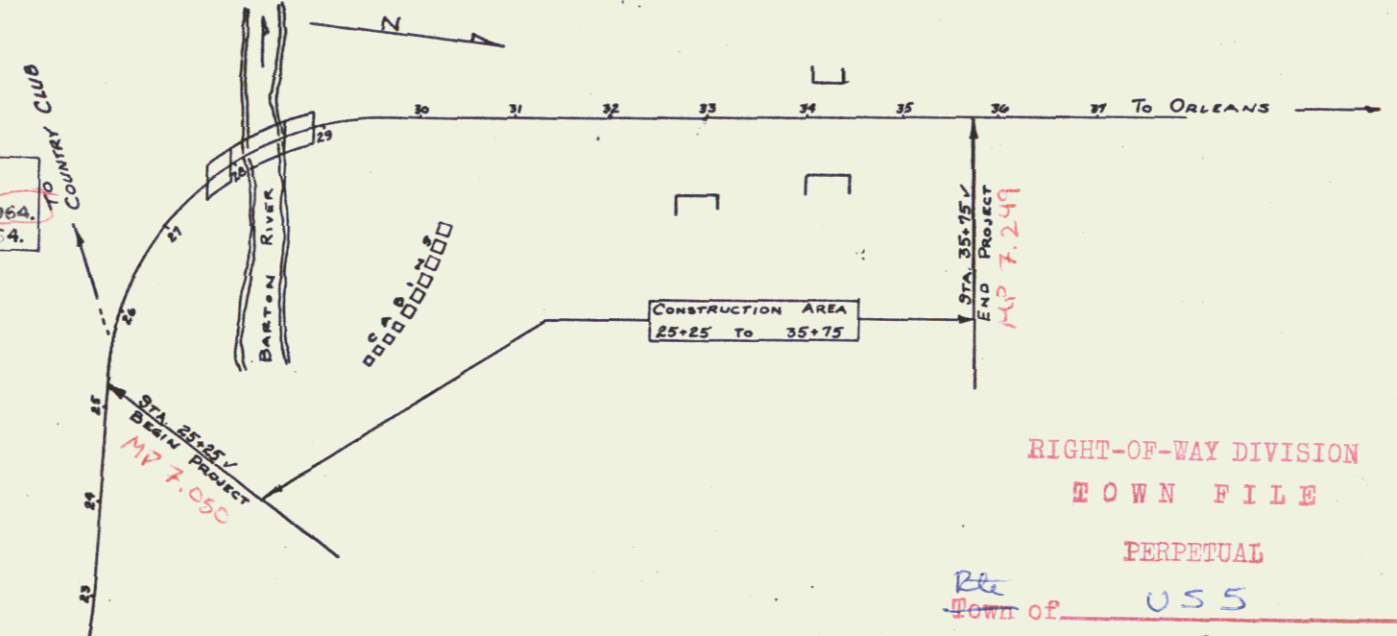 N
TO
COUNTRY CLUB
964.
64.
30 31 32 33 34 35 36 37 TO ORLEANS
29
28
27
26
25
24
23
BARTON RIVER
CABINS
CONSTRUCTION AREA
25+25 TO 35+75
STA. 35+75 ✓
END PROJECT
MP 7.249
STA. 25+25 ✓
BEGIN PROJECT
MP 7.050
RIGHT-OF-WAY DIVISION
TOWN FILE
PERPETUAL
Rte
Town of US 5